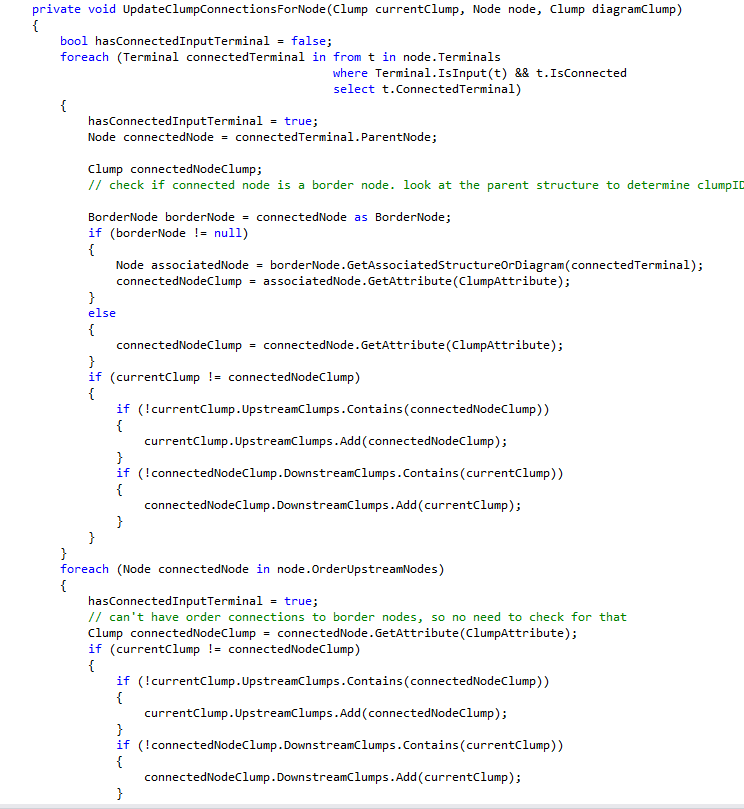 private void UpdateClumpConnectionsForNode(Clump currentClump, Node node, Clump diagramClump)
{
    bool hasConnectedInputTerminal = false;
    foreach (Terminal connectedTerminal in from t in node.Terminals
                                           where Terminal.IsInput(t) && t.IsConnected
                                           select t.ConnectedTerminal)
    {
        hasConnectedInputTerminal = true;
        Node connectedNode = connectedTerminal.ParentNode;

        Clump connectedNodeClump;
        // check if connected node is a border node. look at the parent structure to determine clumpID

        BorderNode borderNode = connectedNode as BorderNode;
        if (borderNode != null)
        {
            Node associatedNode = borderNode.GetAssociatedStructureOrDiagram(connectedTerminal);
            connectedNodeClump = associatedNode.GetAttribute(ClumpAttribute);
        }
        else
        {
            connectedNodeClump = connectedNode.GetAttribute(ClumpAttribute);
        }
        if (currentClump != connectedNodeClump)
        {
            if (!currentClump.UpstreamClumps.Contains(connectedNodeClump))
            {
                currentClump.UpstreamClumps.Add(connectedNodeClump);
            }
            if (!connectedNodeClump.DownstreamClumps.Contains(currentClump))
            {
                connectedNodeClump.DownstreamClumps.Add(currentClump);
            }
        }
    }
    foreach (Node connectedNode in node.OrderUpstreamNodes)
    {
        hasConnectedInputTerminal = true;
        // can't have order connections to border nodes, so no need to check for that
        Clump connectedNodeClump = connectedNode.GetAttribute(ClumpAttribute);
        if (currentClump != connectedNodeClump)
        {
            if (!currentClump.UpstreamClumps.Contains(connectedNodeClump))
            {
                currentClump.UpstreamClumps.Add(connectedNodeClump);
            }
            if (!connectedNodeClump.DownstreamClumps.Contains(currentClump))
            {
                connectedNodeClump.DownstreamClumps.Add(currentClump);
            }